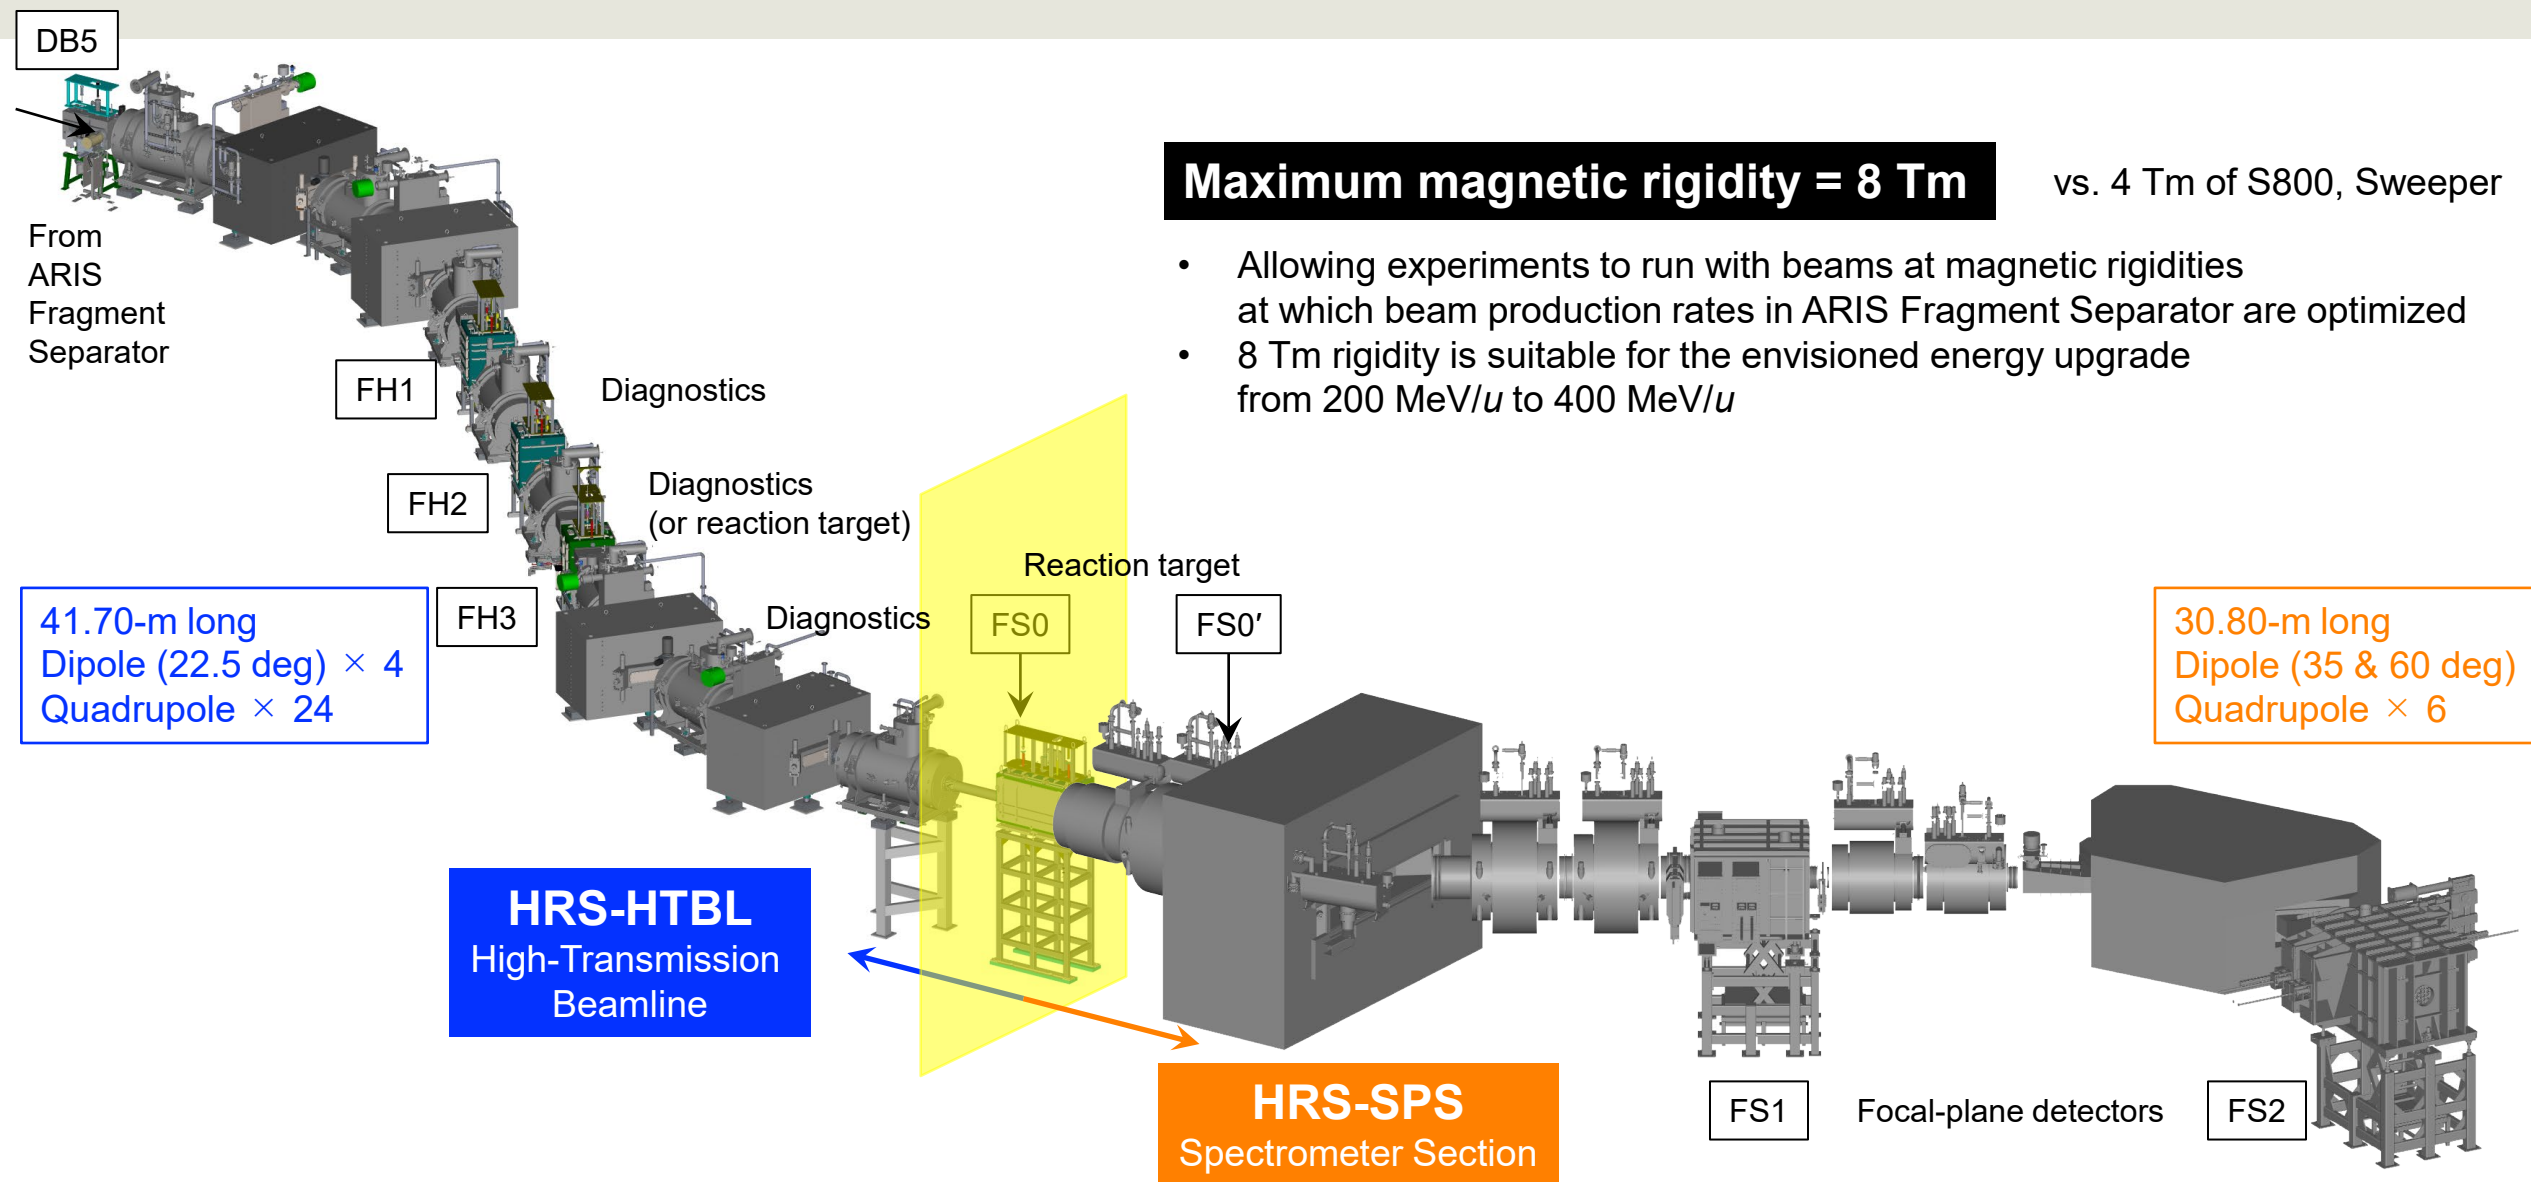 DB5
From
ARIS
Fragment
Separator
Maximum magnetic rigidity = 8 Tm
vs. 4 Tm of S800, Sweeper
• Allowing experiments to run with beams at magnetic rigidities
at which beam production rates in ARIS Fragment Separator are optimized
• 8 Tm rigidity is suitable for the envisioned energy upgrade
from 200 MeV/u to 400 MeV/u
FH1
Diagnostics
FH2
Diagnostics
(or reaction target)
FH3
Diagnostics
Reaction target
FS0
FS0′
41.70-m long
Dipole (22.5 deg) × 4
Quadrupole × 24
30.80-m long
Dipole (35 & 60 deg)
Quadrupole × 6
HRS-HTBL
High-Transmission
Beamline
HRS-SPS
Spectrometer Section
FS1
Focal-plane detectors
FS2